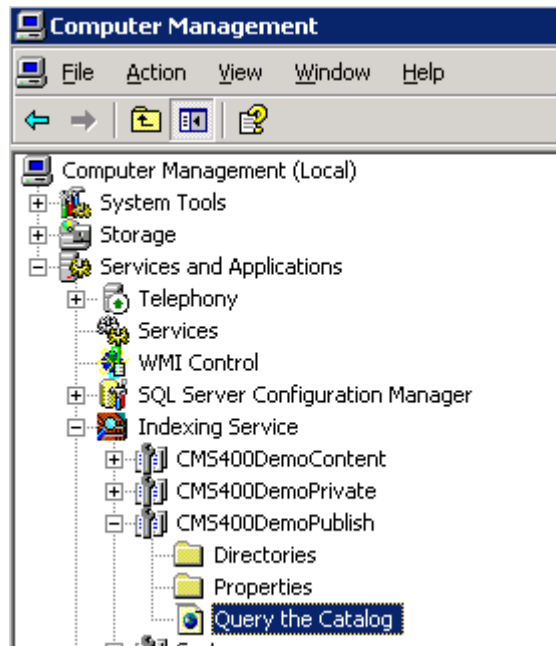 Computer Management
File Action View Window Help
Computer Management (Local)
System Tools
Storage
Services and Applications
Telephony
Services
WMI Control
SQL Server Configuration Manager
Indexing Service
CMS400DemoContent
CMS400DemoPrivate
CMS400DemoPublish
Directories
Properties
Query the Catalog